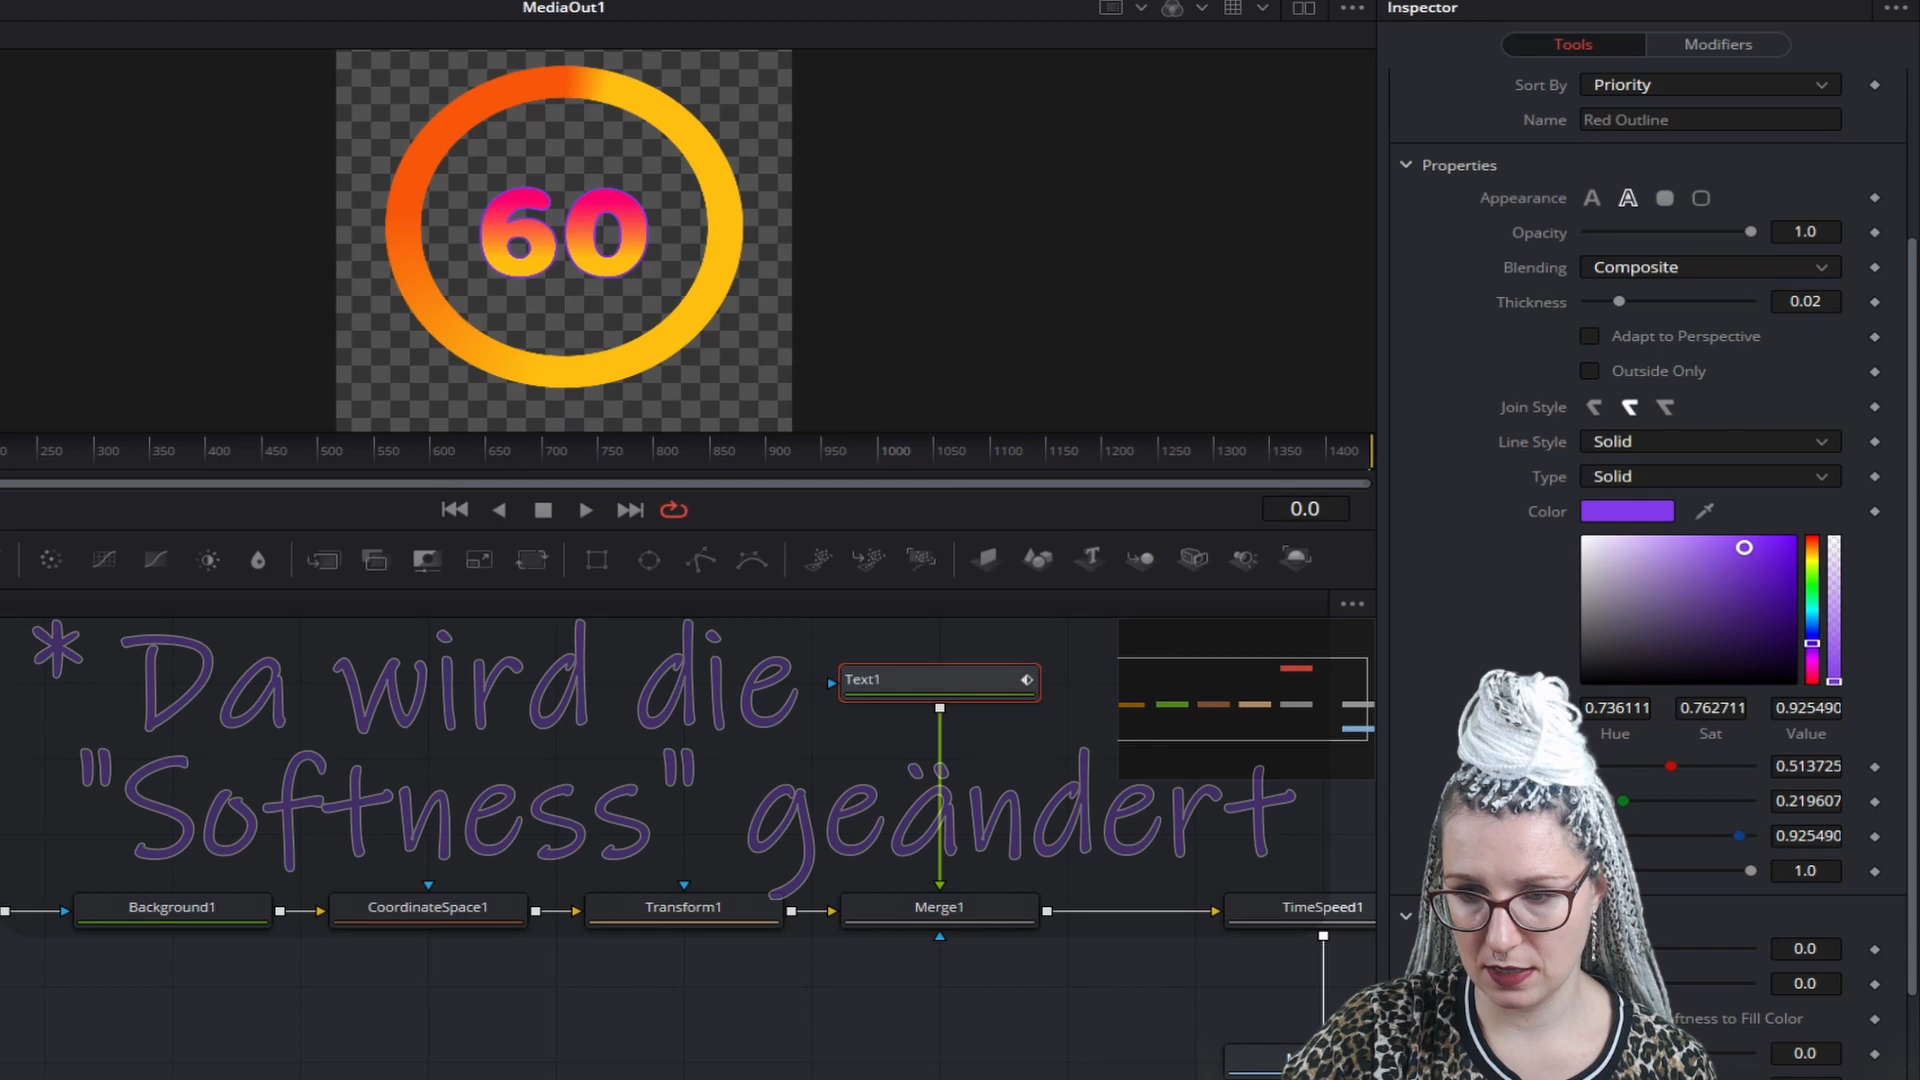 MediaOut1
Inspector
Tools
Modifiers
Sort By
Priority
Name
Red Outline
Properties
Appearance
Opacity
1.0
Blending
Composite
Thickness
0.02
Adapt to Perspective
Outside Only
Join Style
Line Style
Solid
Type
Solid
Color
60
250 300 350 400 450 500 550 600 650 700 750 800 850 900 950 1000 1050 1100 1150 1200 1250 1300 1350 1400
0.0
* Da wird die
"Softness" geändert
Text1
0.736111 0.762711 0.925490
Hue Sat Value
0.513725
0.219607
0.925490
1.0
Background1
CoordinateSpace1
Transform1
Merge1
TimeSpeed1
0.0
0.0
to Fill Color
0.0